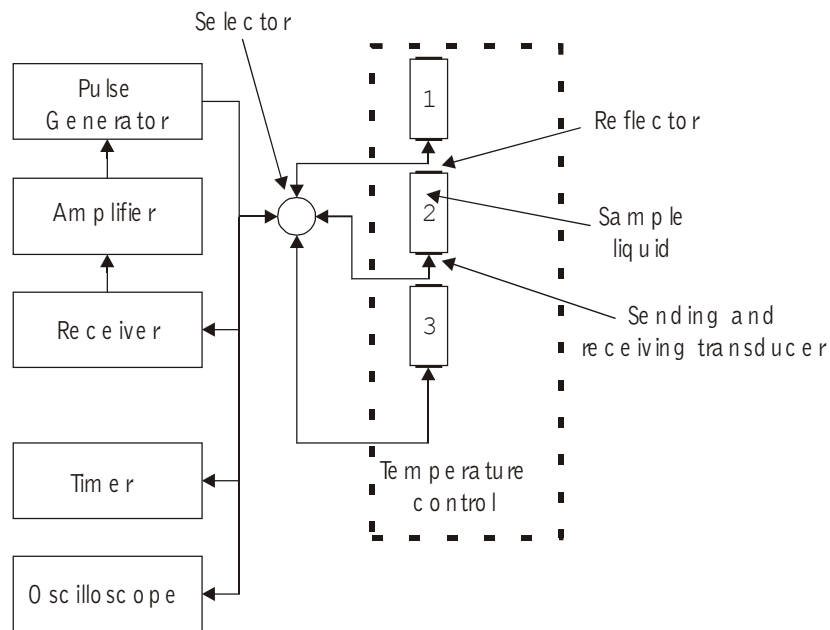 Selector
Pulse
Generator
1
Reflector
Amplifier
2
Sample
liquid
Receiver
3
Sending and
receiving transducer
Timer
Temperature
control
Oscilloscope